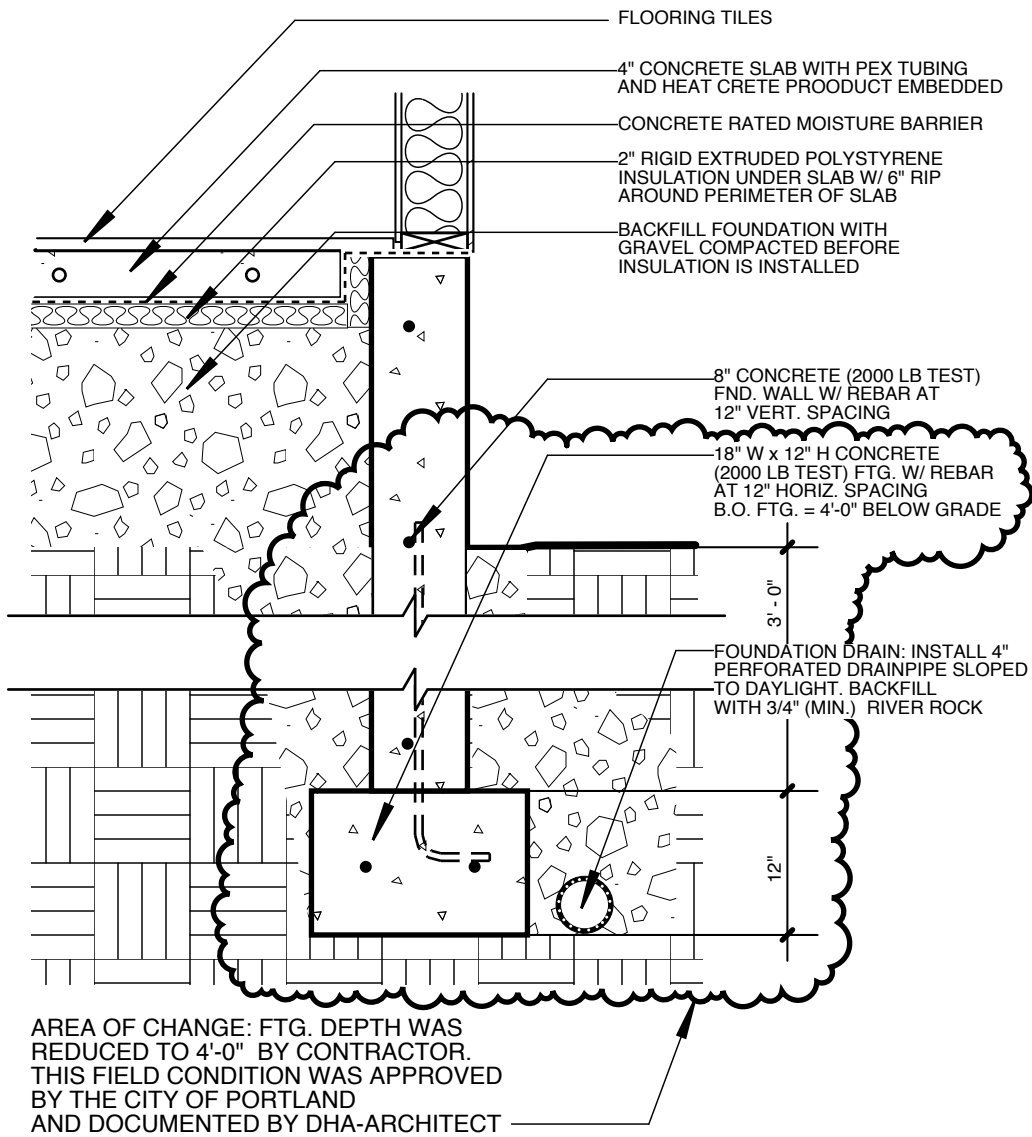 FLOORING TILES
4" CONCRETE SLAB WITH PEX TUBING
AND HEAT CRETE PROODUCT EMBEDDED
CONCRETE RATED MOISTURE BARRIER
2" RIGID EXTRUDED POLYSTYRENE
INSULATION UNDER SLAB W/ 6" RIP
AROUND PERIMETER OF SLAB
BACKFILL FOUNDATION WITH
GRAVEL COMPACTED BEFORE
INSULATION IS INSTALLED
8" CONCRETE (2000 LB TEST)
FND. WALL W/ REBAR AT
12" VERT. SPACING
18" W x 12" H CONCRETE
(2000 LB TEST) FTG. W/ REBAR
AT 12" HORIZ. SPACING
B.O. FTG. = 4'-0" BELOW GRADE
3' - 0"
FOUNDATION DRAIN: INSTALL 4"
PERFORATED DRAINPIPE SLOPED
TO DAYLIGHT. BACKFILL
WITH 3/4" (MIN.) RIVER ROCK
12"
AREA OF CHANGE: FTG. DEPTH WAS
REDUCED TO 4'-0" BY CONTRACTOR.
THIS FIELD CONDITION WAS APPROVED
BY THE CITY OF PORTLAND
AND DOCUMENTED BY DHA-ARCHITECT